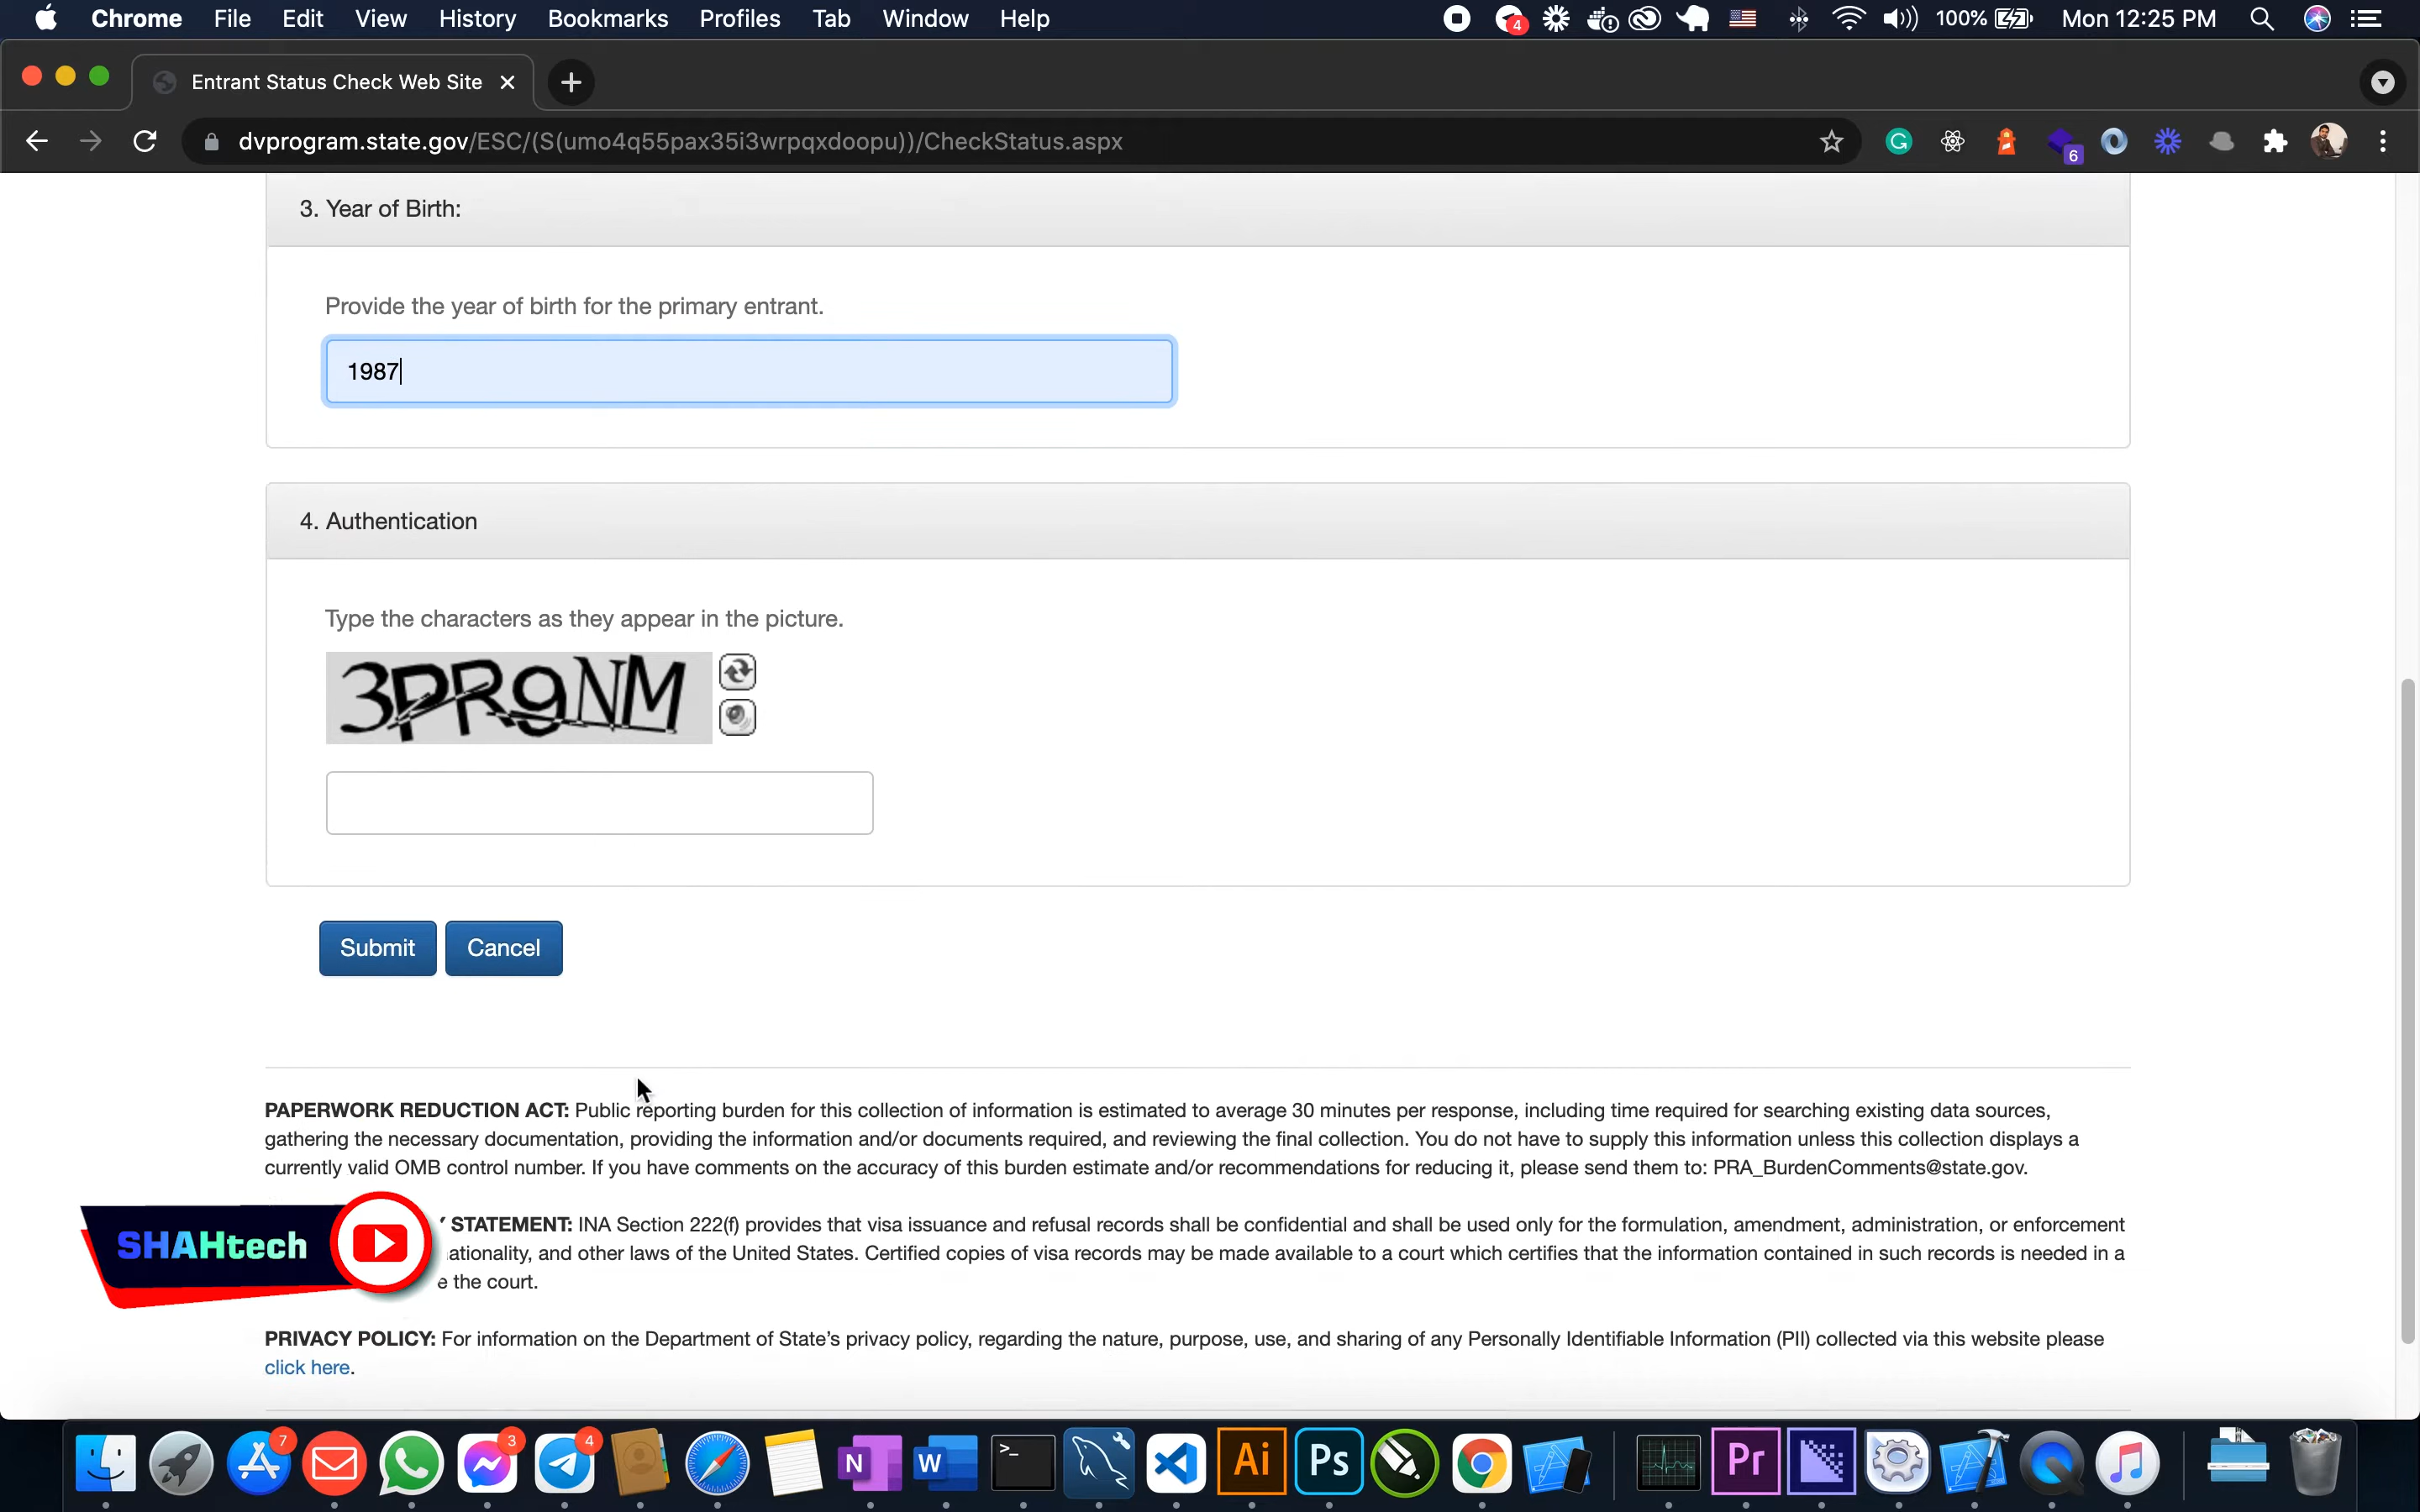 Chrome File Edit View History Bookmarks Profiles Tab Window Help 4 100% Mon 12:25 PM
Entrant Status Check Web Site
dvprogram.state.gov/ESC/(S(umo4q55pax35i3wrpqxdoopu))/CheckStatus.aspx 6
3. Year of Birth:
Provide the year of birth for the primary entrant.
1987
4. Authentication
Type the characters as they appear in the picture.
3PR9NM
Submit Cancel
PAPERWORK REDUCTION ACT: Public reporting burden for this collection of information is estimated to average 30 minutes per response, including time required for searching existing data sources,
gathering the necessary documentation, providing the information and/or documents required, and reviewing the final collection. You do not have to supply this information unless this collection displays a
currently valid OMB control number. If you have comments on the accuracy of this burden estimate and/or recommendations for reducing it, please send them to: PRA_BurdenComments@state.gov.
STATEMENT: INA Section 222(f) provides that visa issuance and refusal records shall be confidential and shall be used only for the formulation, amendment, administration, or enforcement
ationality, and other laws of the United States. Certified copies of visa records may be made available to a court which certifies that the information contained in such records is needed in a
e the court.
SHAHtech
PRIVACY POLICY: For information on the Department of State's privacy policy, regarding the nature, purpose, use, and sharing of any Personally Identifiable Information (PII) collected via this website please
click here.
7 3 4 N W >_ Ai Ps Pr